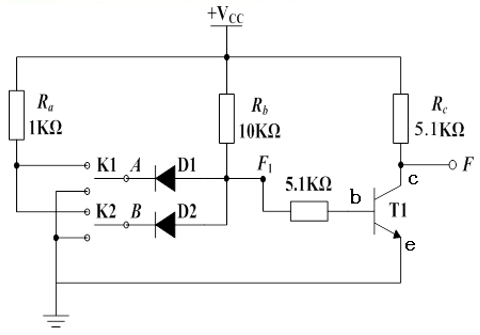 +VCC
Ra
1KΩ
Rb
10KΩ
Rc
5.1KΩ
K1 A D1
F1
5.1KΩ
b
c
F
K2 B D2
T1
e